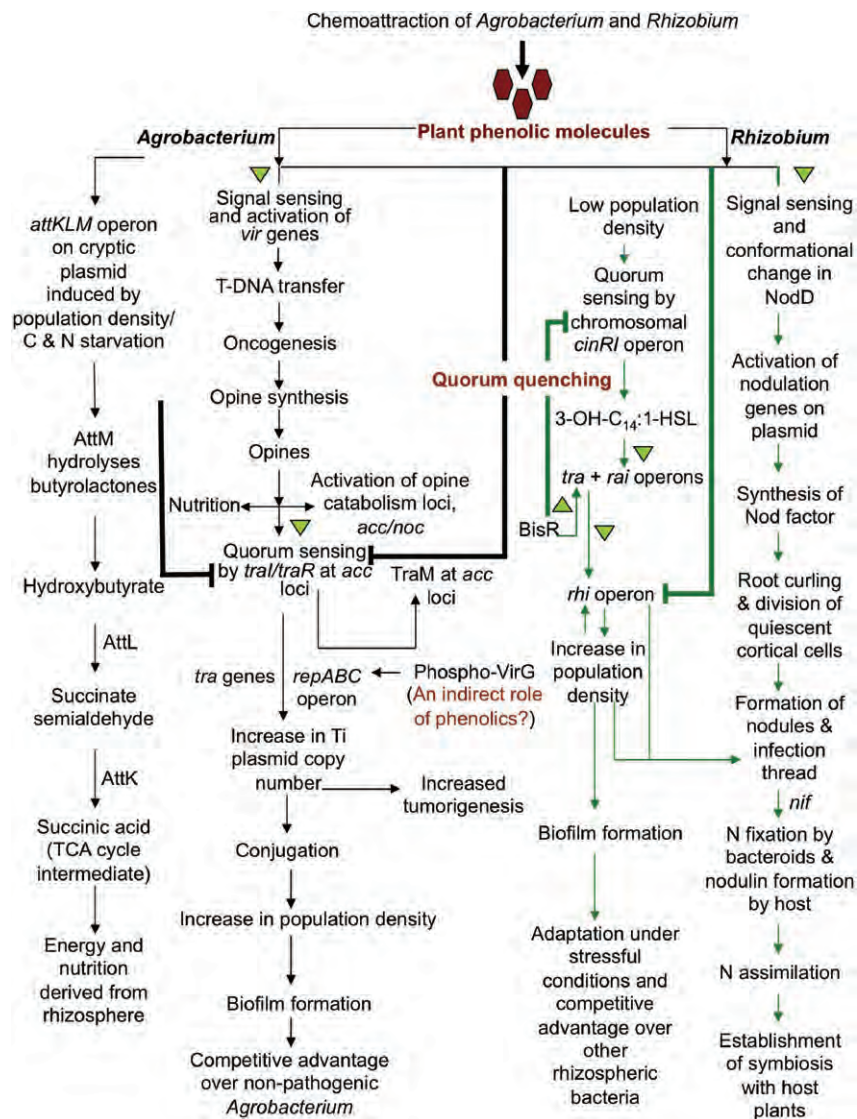 Chemoattraction of Agrobacterium and Rhizobium
Plant phenolic molecules
Agrobacterium
Rhizobium
attKLM operon
on cryptic
plasmid
induced by
population density/
C & N starvation
AttM
hydrolyses
butyrolactones
Hydroxybutyrate
AttL
Succinate
semialdehyde
AttK
Succinic acid
(TCA cycle
intermediate)
Energy and
nutrition
derived from
rhizosphere
Signal sensing
and activation of
vir genes
T-DNA transfer
Oncogenesis
Opine synthesis
Opines
Nutrition
Activation of opine
catabolism loci,
acc/noc
Quorum sensing
by traI/traR at acc
loci
TraM at acc
loci
tra genes
repABC
operon
Phospho-VirG
(An indirect role
of phenolics?)
Increase in Ti
plasmid copy
number
Increased
tumorigenesis
Conjugation
Increase in population density
Biofilm formation
Competitive advantage
over non-pathogenic
Agrobacterium
Quorum quenching
Low population
density
Quorum
sensing by
chromosomal
cinRI operon
3-OH-C14:1-HSL
tra + rai operons
BisR
rhi operon
Increase in
population
density
Biofilm formation
Adaptation under
stressful
conditions and
competitive
advantage over
other
rhizospheric
bacteria
Signal sensing
and
conformational
change in
NodD
Activation of
nodulation
genes on
plasmid
Synthesis of
Nod factor
Root curling
& division of
quiescent
cortical cells
Formation of
nodules &
infection
thread
nif
N fixation by
bacteroids &
nodulin formation
by host
N assimilation
Establishment
of symbiosis
with host
plants